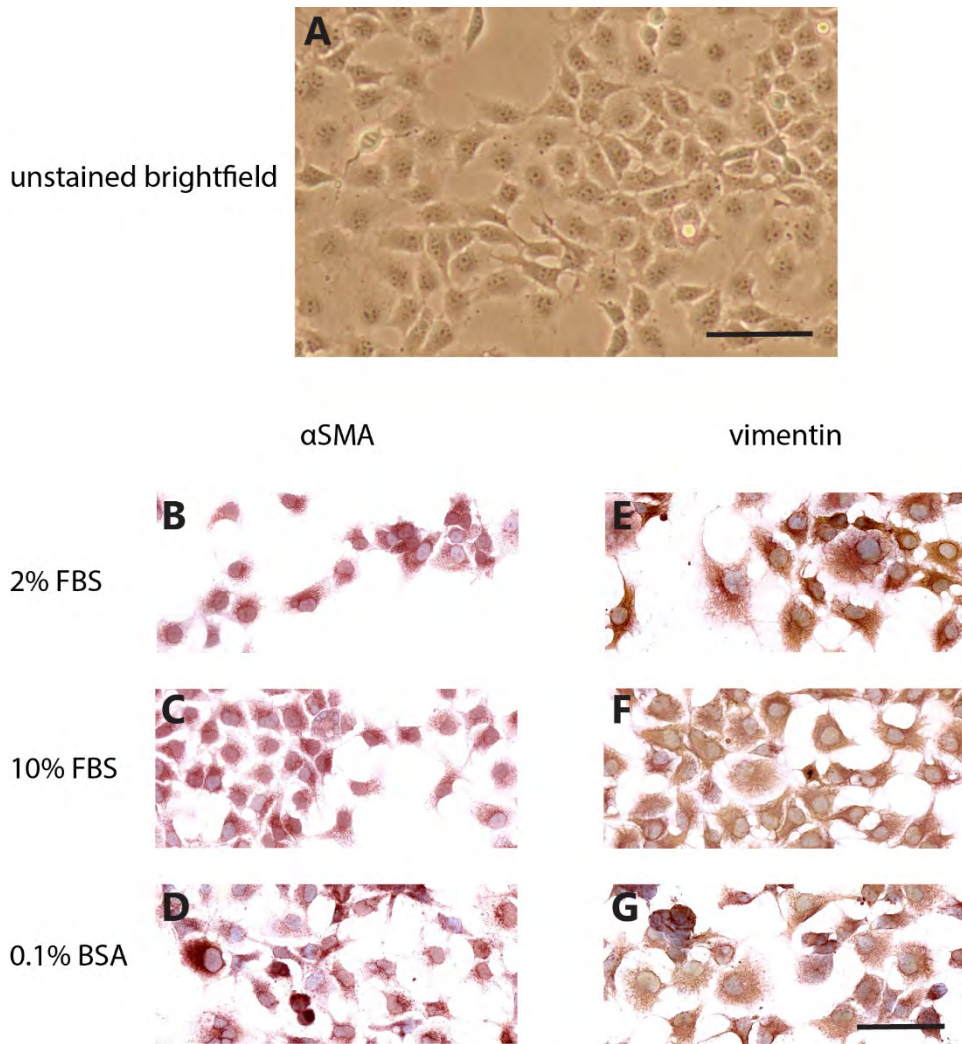 A
unstained brightfield
αSMA vimentin
B E
2% FBS
C F
10% FBS
D G
0.1% BSA